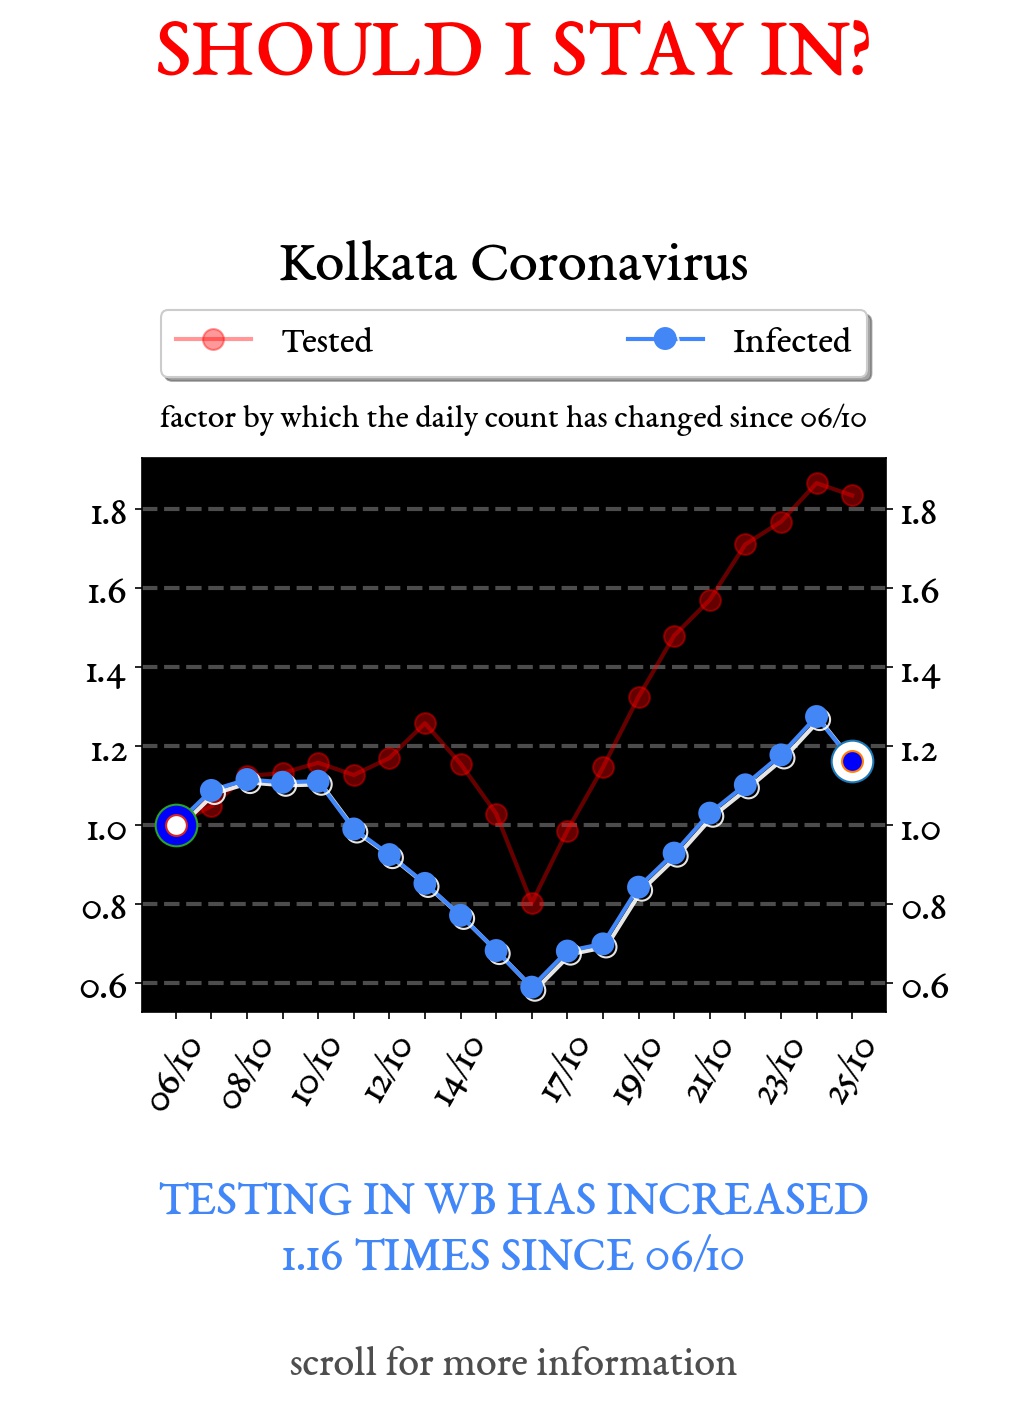 SHOULD I STAY IN?
Kolkata Coronavirus
Tested Infected
factor by which the daily count has changed since 06/10
1.8 1.8
1.6 1.6
1.4 1.4
1.2 1.2
1.0 1.0
0.8 0.8
0.6 0.6
06/10 08/10 10/10 12/10 14/10 17/10 19/10 21/10 23/10 25/10
TESTING IN WB HAS INCREASED
1.16 TIMES SINCE 06/10
scroll for more information